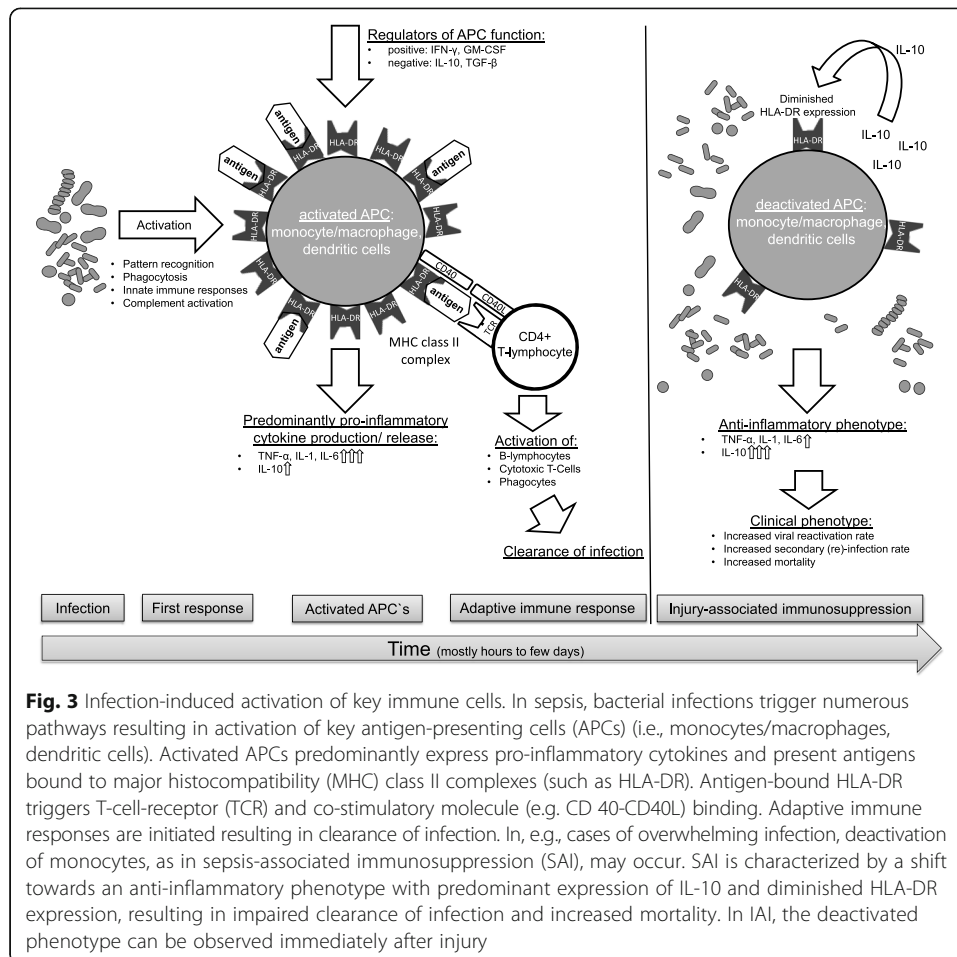 Regulators of APC function:
• positive: IFN-γ, GM-CSF
• negative: IL-10, TGF-β
antigen
antigen
antigen
antigen
antigen
HLA-DR
HLA-DR
HLA-DR
HLA-DR
HLA-DR
HLA-DR
HLA-DR
HLA-DR
HLA-DR
HLA-DR
HLA-DR
HLA-DR
HLA-DR
HLA-DR
activated APC:
monocyte/macrophage,
dendritic cells
Activation
• Pattern recognition
• Phagocytosis
• Innate immune responses
• Complement activation
CD40
CD40L
TCR
MHC class II
complex
CD4+
T-lymphocyte
Predominantly pro-inflammatory
cytokine production/ release:
• TNF-α, IL-1, IL-6⇧⇧⇧
• IL-10⇧
Activation of:
• B-lymphocytes
• Cytotoxic T-Cells
• Phagocytes
Clearance of infection
IL-10
Diminished
HLA-DR expression
IL-10
IL-10
IL-10
HLA-DR
HLA-DR
HLA-DR
deactivated APC:
monocyte/macrophage,
dendritic cells
Anti-inflammatory phenotype:
• TNF-α, IL-1, IL-6⇧
• IL-10⇧⇧⇧
Clinical phenotype:
• Increased viral reactivation rate
• Increased secondary (re)-infection rate
• Increased mortality
Infection
First response
Activated APC`s
Adaptive immune response
Injury-associated immunosuppression
Time (mostly hours to few days)
Fig. 3 Infection-induced activation of key immune cells. In sepsis, bacterial infections trigger numerous
pathways resulting in activation of key antigen-presenting cells (APCs) (i.e., monocytes/macrophages,
dendritic cells). Activated APCs predominantly express pro-inflammatory cytokines and present antigens
bound to major histocompatibility (MHC) class II complexes (such as HLA-DR). Antigen-bound HLA-DR
triggers T-cell-receptor (TCR) and co-stimulatory molecule (e.g. CD 40-CD40L) binding. Adaptive immune
responses are initiated resulting in clearance of infection. In, e.g., cases of overwhelming infection, deactivation
of monocytes, as in sepsis-associated immunosuppression (SAI), may occur. SAI is characterized by a shift
towards an anti-inflammatory phenotype with predominant expression of IL-10 and diminished HLA-DR
expression, resulting in impaired clearance of infection and increased mortality. In IAI, the deactivated
phenotype can be observed immediately after injury